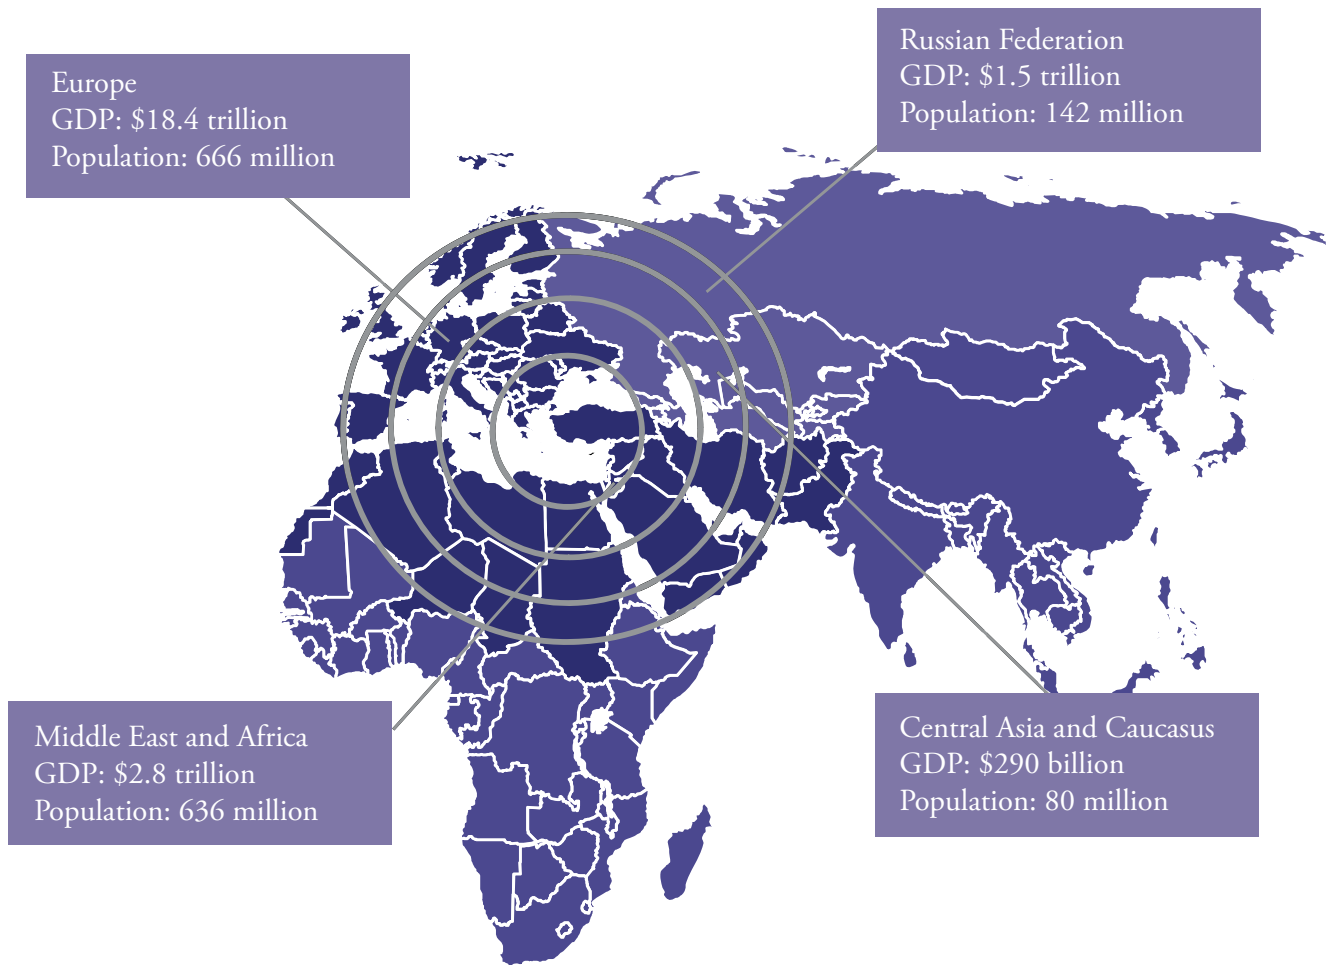 Europe
GDP: $18.4 trillion
Population: 666 million
Russian Federation
GDP: $1.5 trillion
Population: 142 million
Middle East and Africa
GDP: $2.8 trillion
Population: 636 million
Central Asia and Caucasus
GDP: $290 billion
Population: 80 million